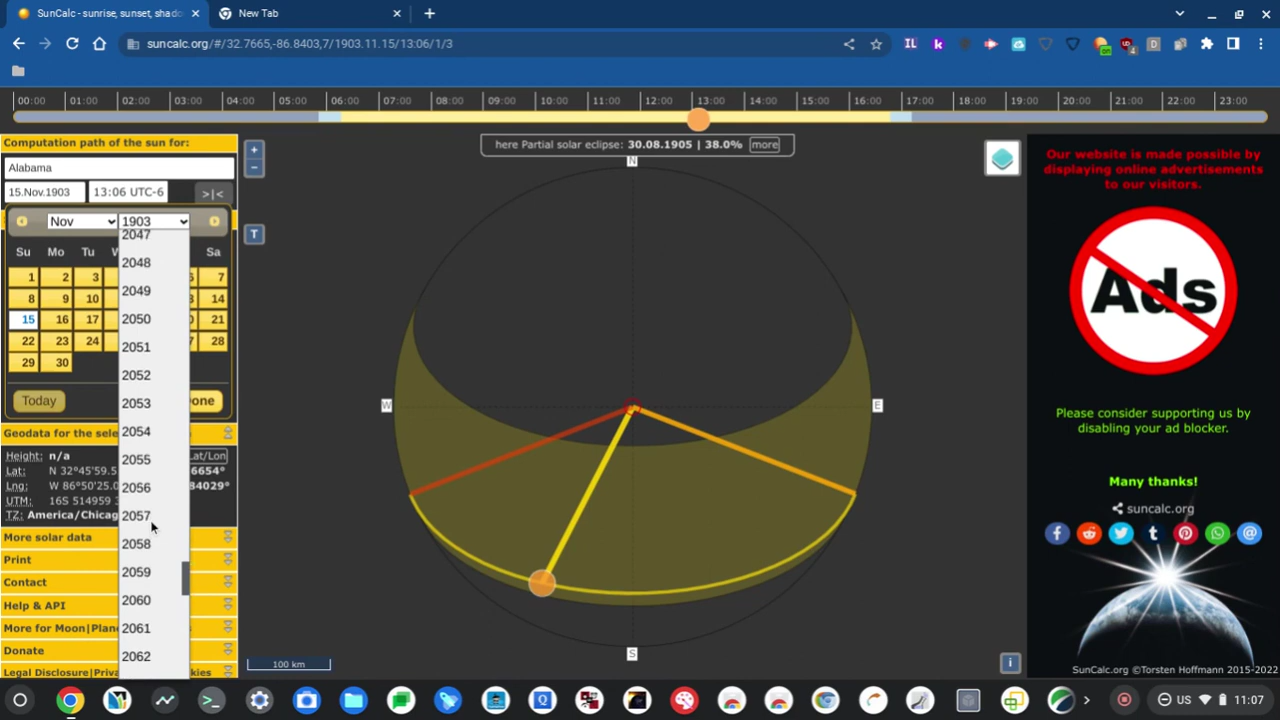 SunCalc - sunrise, sunset, shado
New Tab
suncalc.org/#/32.7665,-86.8403,7/1903.11.15/13:06/1/3
00:00 01:00 02:00 03:00 04:00 05:00 06:00 07:00 08:00 09:00 10:00 11:00 12:00 13:00 14:00 15:00 16:00 17:00 18:00 19:00 20:00 21:00 22:00 23:00
Computation path of the sun for:
Alabama
15.Nov.1903 13:06 UTC-6 >|<
Nov 1903
Su Mo Tu Sa
1 2 3 7
8 9 10 14
15 16 17 21
22 23 24 28
29 30
Today one
2047
2048
2049
2050
2051
2052
2053
2054
2055
2056
2057
2058
2059
2060
2061
2062
Geodata for the sele
Height: n/a at/Lon
Lat: N 32°45'59.5 6654°
Lng: W 86°50'25.0 84029°
UTM: 16S 514959 3
TZ: America/Chicag
More solar data
Print
Contact
Help & API
More for Moon|Plan s
Donate
Legal Disclosure|Priva kies
+
−
T
here Partial solar eclipse: 30.08.1905 | 38.0% more
N
W
E
S
100 km
i
Our website is made possible by
displaying online advertisements
to our visitors.
Ads
Please consider supporting us by
disabling your ad blocker.
Many thanks!
suncalc.org
SunCalc.org ©Torsten Hoffmann 2015-2022
US 11:07